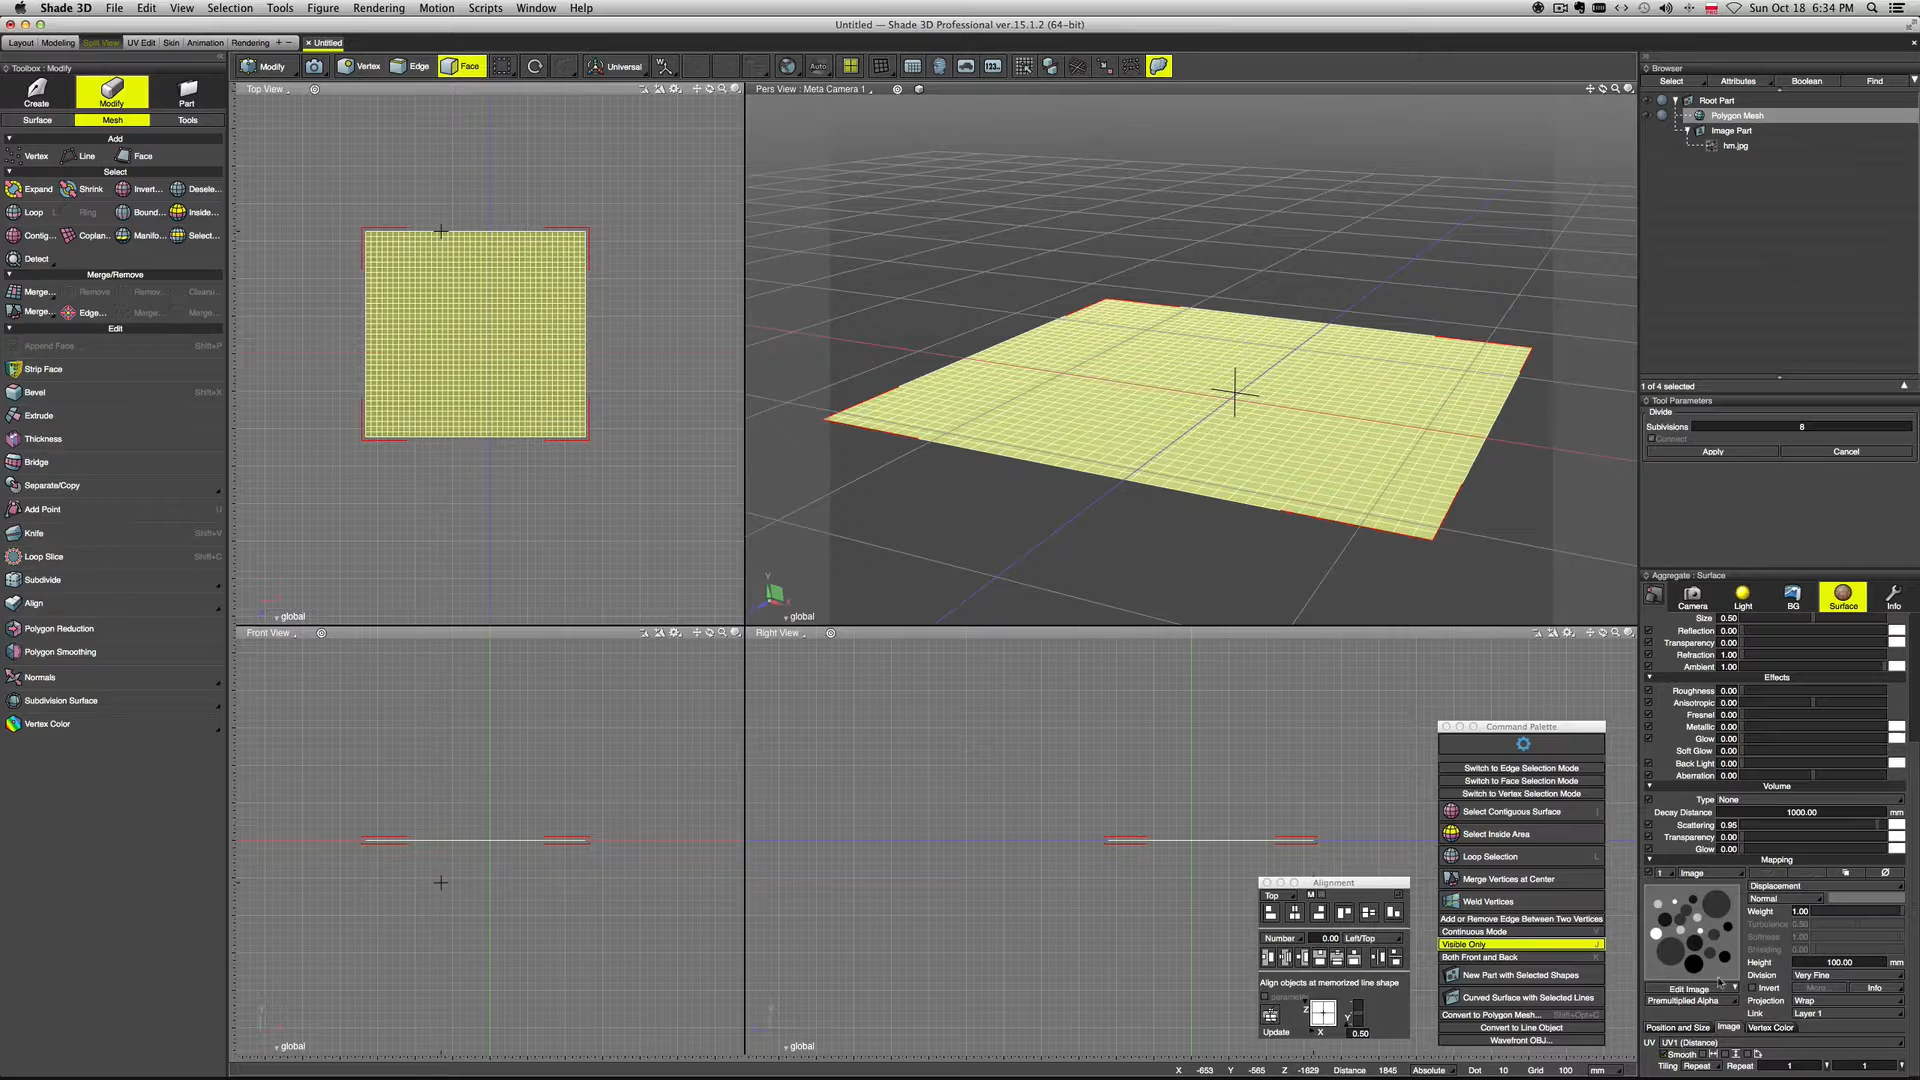 Shade 3D File Edit View Selection Tools Figure Rendering Motion Scripts Window Help Sun Oct 18 6:34 PM
Untitled — Shade 3D Professional ver.15.1.2 (64-bit)
Layout Modeling Split View UV Edit Skin Animation Rendering + − × Untitled
Toolbox : Modify
Create Modify Part
Surface Mesh Tools
Add
Vertex Line Face
Select
Expand Shrink Invert... Desele...
Loop Ring Bound... Inside...
Contig... Coplan... Manifo... Select...
Detect
Merge/Remove
Merge... Remove Remov... Cleanu...
Merge... Edge... Merge... Merge...
Edit
Append Face Shift+P
Strip Face
Bevel Shift+X
Extrude
Thickness
Bridge
Separate/Copy
Add Point U
Knife Shift+V
Loop Slice Shift+C
Subdivide
Align
Polygon Reduction
Polygon Smoothing
Normals
Subdivision Surface
Vertex Color
Modify Vertex Edge Face Universal Auto 123...
Top View
global
Pers View : Meta Camera 1
Y
X
global
Front View
global
Right View
global
Command Palette
Switch to Edge Selection Mode
Switch to Face Selection Mode
Switch to Vertex Selection Mode
Select Contiguous Surface
Select Inside Area
Loop Selection L
Merge Vertices at Center
Weld Vertices
Add or Remove Edge Between Two Vertices
Continuous Mode V
Visible Only J
Both Front and Back K
New Part with Selected Shapes
Curved Surface with Selected Lines
Convert to Polygon Mesh... Shift+Opt+C
Convert to Line Object
Wavefront OBJ...
Alignment
Top M
Number 0.00 Left/Top
Align objects at memorized line shape
parameter
Z Y
Update X 0.50
X -653 Y -565 Z -1629 Distance 1845 Absolute Dot 10 Grid 100 mm
Browser
Select Attributes Boolean Find
Root Part
Polygon Mesh
Image Part
hm.jpg
1 of 4 selected
Tool Parameters
Divide
Subdivisions 8
Connect
Apply Cancel
Aggregate : Surface
Camera Light BG Surface Info
Size 0.50
Reflection 0.00
Transparency 0.00
Refraction 1.00
Ambient 1.00
Effects
Roughness 0.00
Anisotropic 0.00
Fresnel 0.00
Metallic 0.00
Glow 0.00
Soft Glow 0.00
Back Light 0.00
Aberration 0.00
Volume
Type None
Decay Distance 1000.00 mm
Scattering 0.95
Transparency 0.00
Glow 0.00
Mapping
1 Image
Displacement
Normal
Weight 1.00
Turbulence 0.50
Softness 1.00
Height 100.00 mm
Division Very Fine
Edit Image Invert More... Info
Premultiplied Alpha Projection Wrap
Link Layer 1
Position and Size Image Vertex Color
UV UV1 (Distance)
Smooth
Tiling Repeat Repeat 1 1